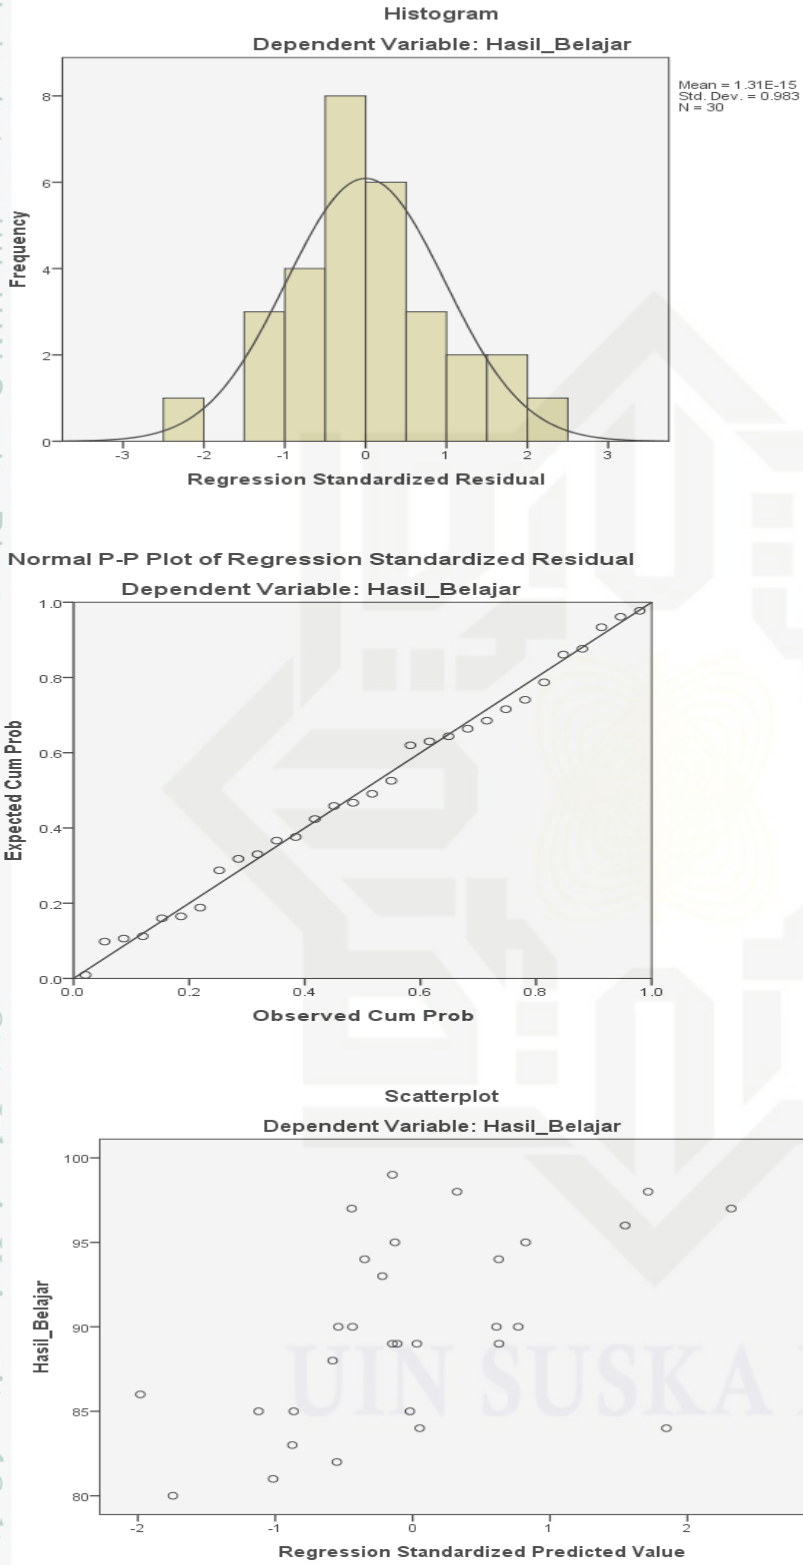 Histogram
Dependent Variable: Hasil_Belajar
Mean = 1.31E-15
Std. Dev. = 0.983
N = 30
Frequency
8
6
4
2
0
-3 -2 -1 0 1 2 3
Regression Standardized Residual
Normal P-P Plot of Regression Standardized Residual
Dependent Variable: Hasil_Belajar
Expected Cum Prob
1.0
0.8
0.6
0.4
0.2
0.0
0.0 0.2 0.4 0.6 0.8 1.0
Observed Cum Prob
Scatterplot
Dependent Variable: Hasil_Belajar
Hasil_Belajar
100
95
90
85
80
-2 -1 0 1 2
Regression Standardized Predicted Value
UIN SUSKA